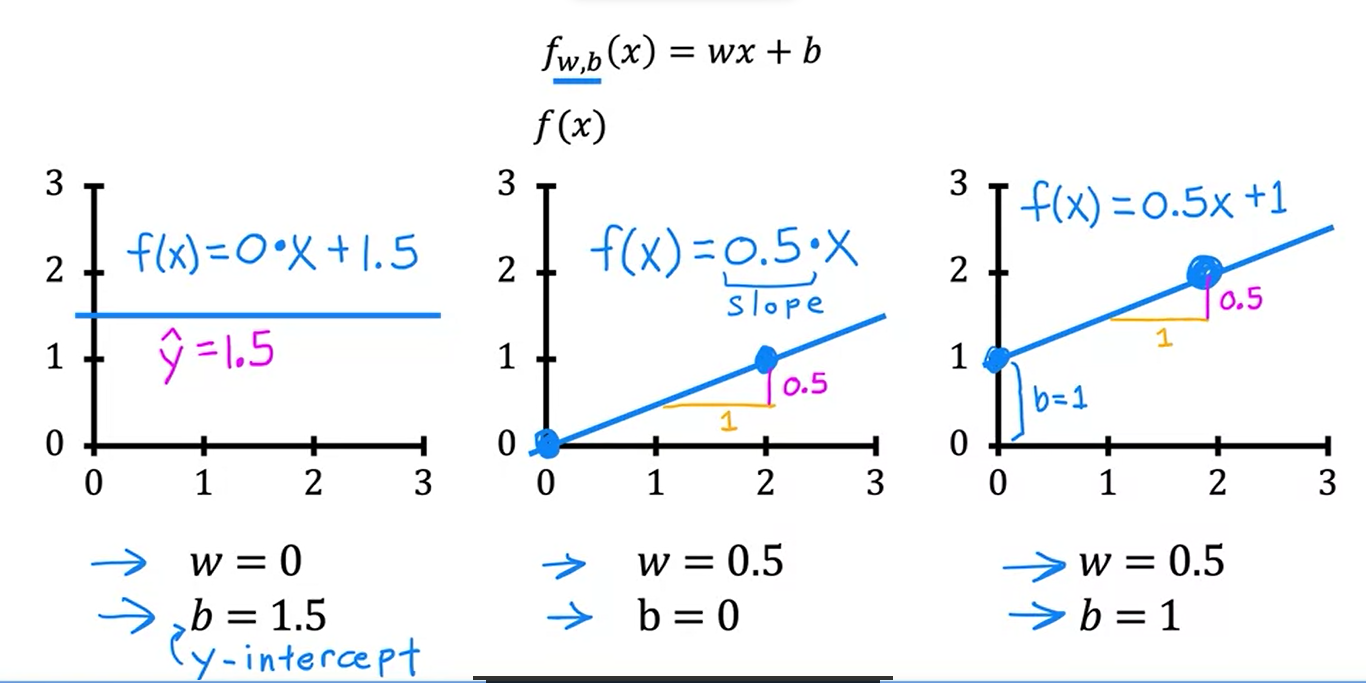 f_{w,b}(x) = wx + b
f(x)
3
f(x)=0•X+1.5
2
ŷ=1.5
1
0
0 1 2 3
→ w = 0
→ b = 1.5
y-intercept
3
f(x)=0.5•X
slope
2
1
0.5
1
0
0 1 2 3
→ w = 0.5
→ b = 0
3
f(x)=0.5x+1
2
0.5
1
1
b=1
0
0 1 2 3
→ w = 0.5
→ b = 1